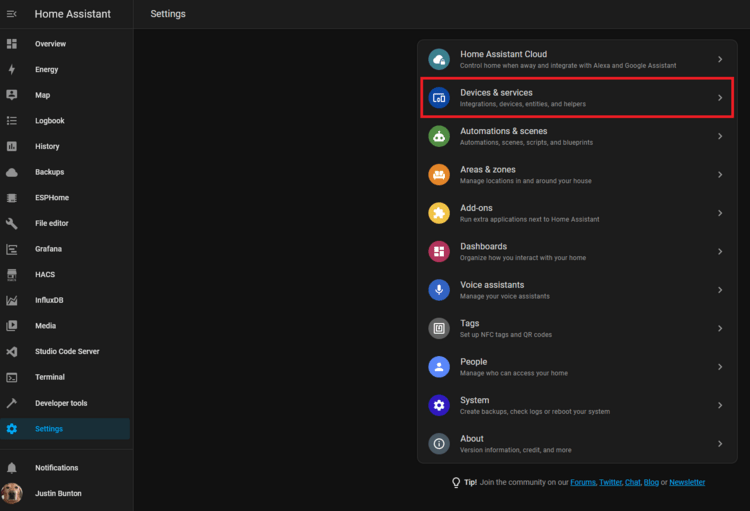 Home Assistant
Settings
Overview
Energy
Map
Logbook
History
Backups
ESPHome
File editor
Grafana
HACS
InfluxDB
Media
Studio Code Server
Terminal
Developer tools
Settings
Notifications
Justin Bunton
Home Assistant Cloud
Control home when away and integrate with Alexa and Google Assistant
Devices & services
Integrations, devices, entities, and helpers
Automations & scenes
Automations, scenes, scripts, and blueprints
Areas & zones
Manage locations in and around your house
Add-ons
Run extra applications next to Home Assistant
Dashboards
Organize how you interact with your home
Voice assistants
Manage your voice assistants
Tags
Set up NFC tags and QR codes
People
Manage who can access your home
System
Create backups, check logs or reboot your system
About
Version information, credit, and more
Tip! Join the community on our Forums, Twitter, Chat, Blog or Newsletter